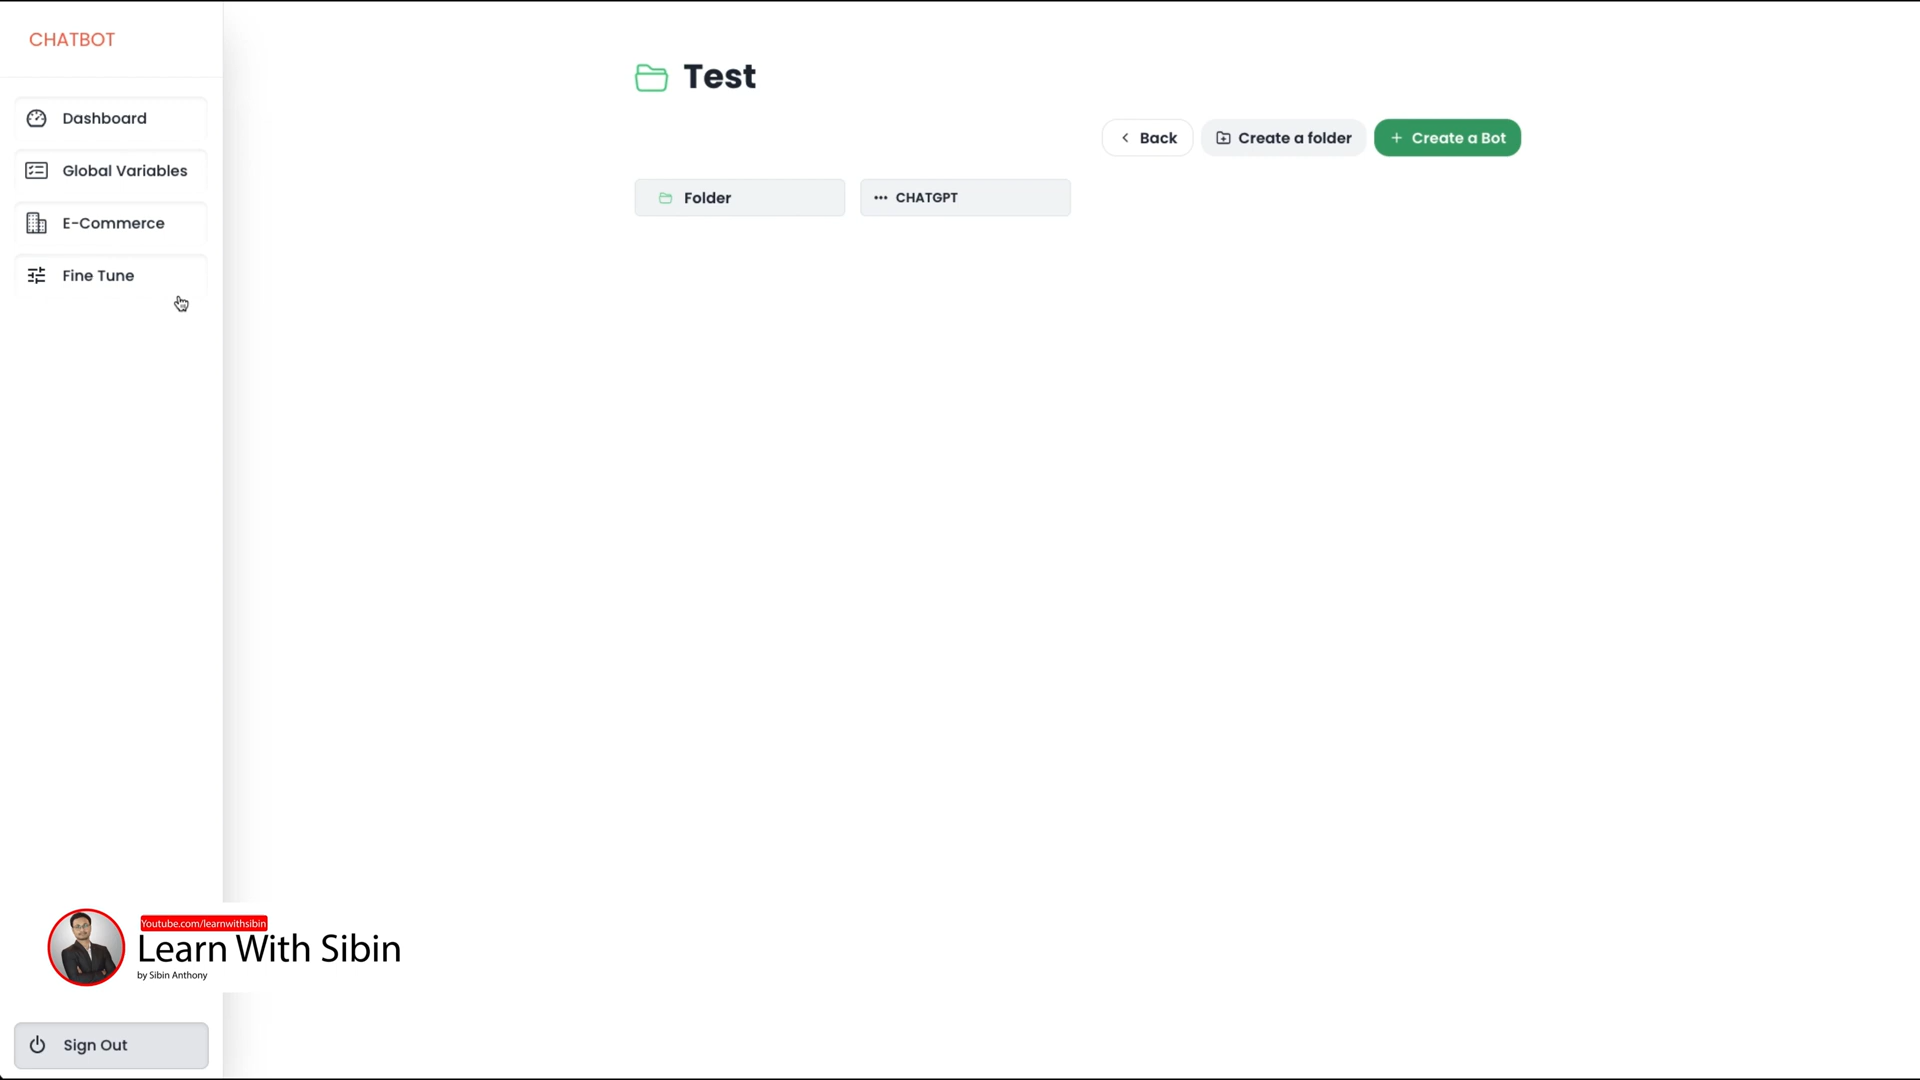 CHATBOT
Dashboard
Global Variables
E-Commerce
Fine Tune
Test
Back
Create a folder
+ Create a Bot
Folder
••• CHATGPT
Youtube.com/learnwithsibin
Learn With Sibin
by Sibin Anthony
Sign Out